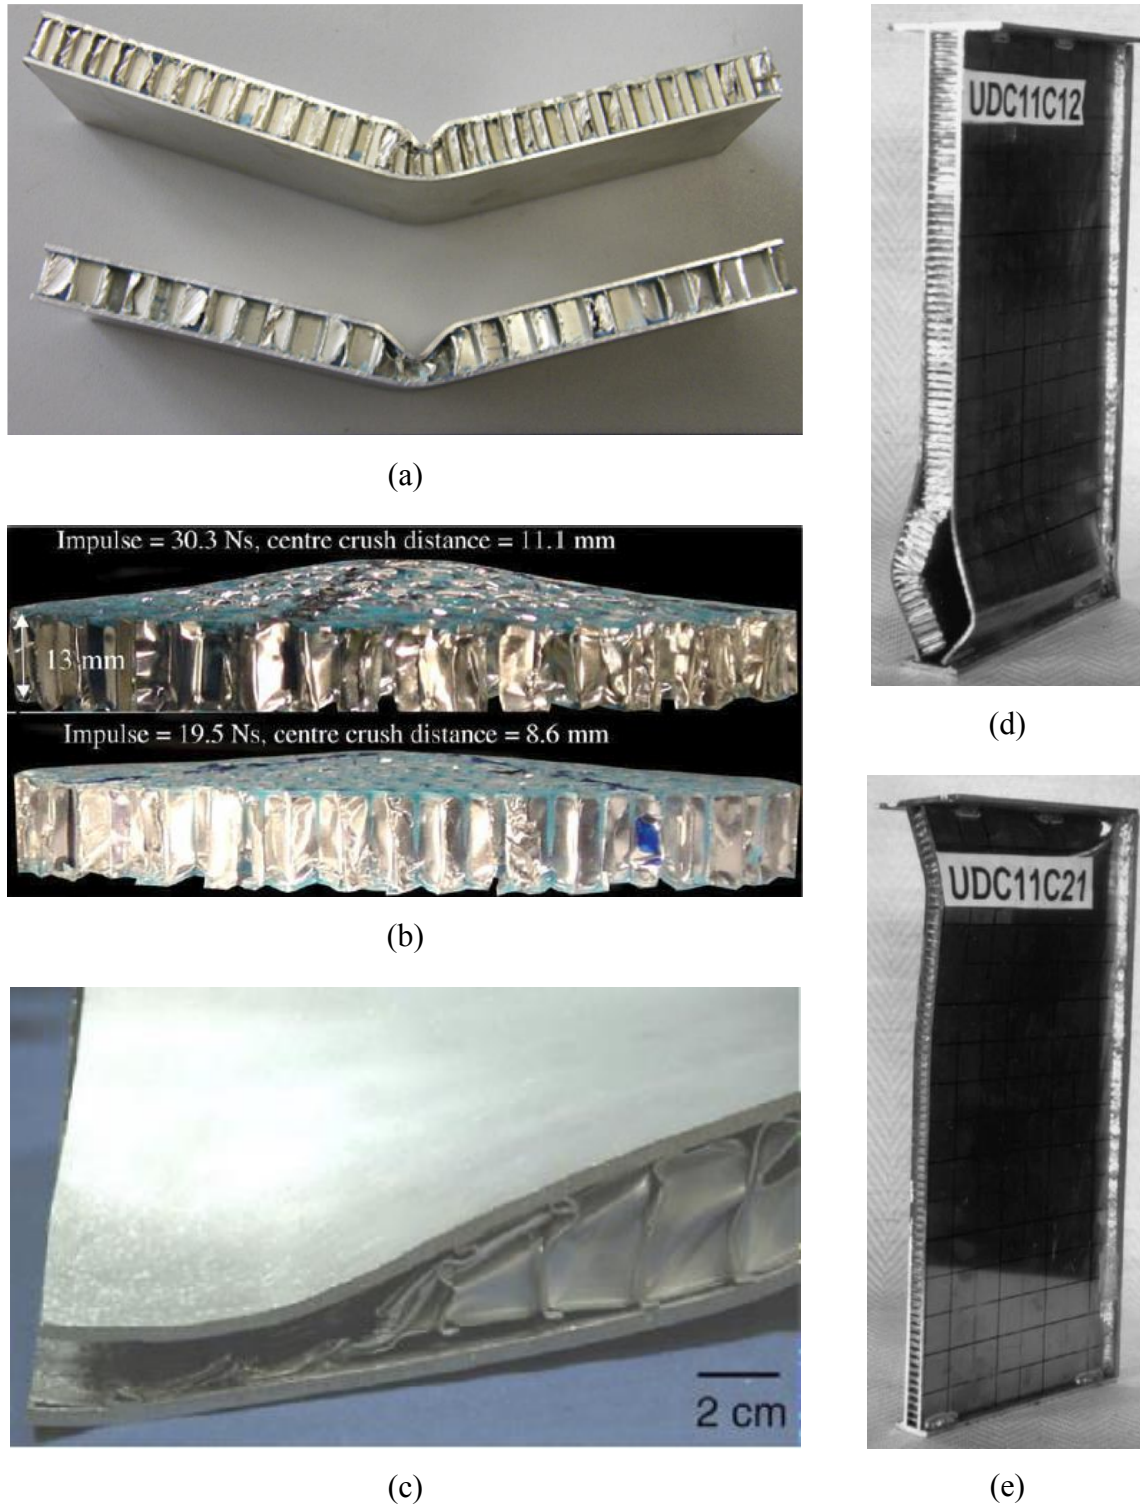 (a)
Impulse = 30.3 Ns, centre crush distance = 11.1 mm
13 mm
Impulse = 19.5 Ns, centre crush distance = 8.6 mm
(b)
2 cm
(c)
UDC11C12
(d)
UDC11C21
(e)